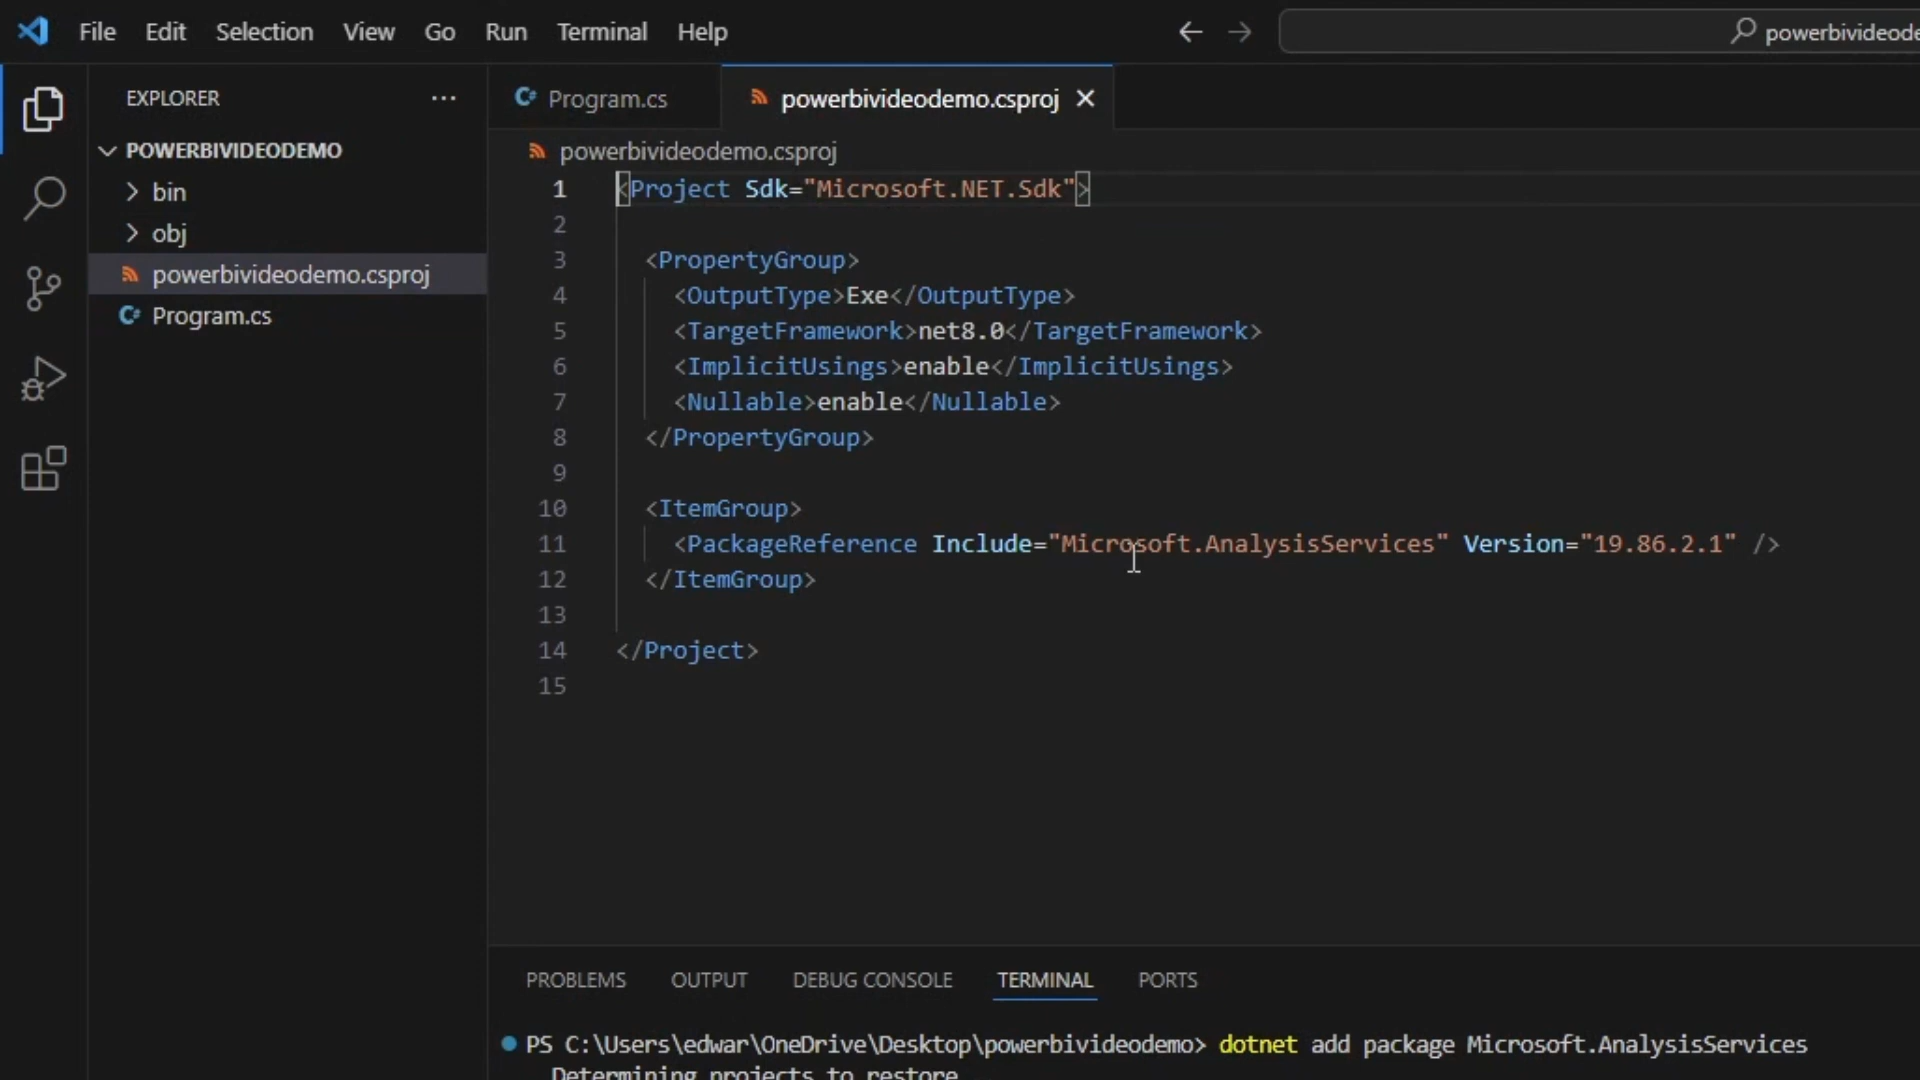 File Edit Selection View Go Run Terminal Help
powerbivideode
EXPLORER
POWERBIVIDEODEMO
bin
obj
powerbivideodemo.csproj
Program.cs
Program.cs
powerbivideodemo.csproj
powerbivideodemo.csproj
1 <Project Sdk="Microsoft.NET.Sdk">
2
3 <PropertyGroup>
4 <OutputType>Exe</OutputType>
5 <TargetFramework>net8.0</TargetFramework>
6 <ImplicitUsings>enable</ImplicitUsings>
7 <Nullable>enable</Nullable>
8 </PropertyGroup>
9
10 <ItemGroup>
11 <PackageReference Include="Microsoft.AnalysisServices" Version="19.86.2.1" />
12 </ItemGroup>
13
14 </Project>
15
PROBLEMS OUTPUT DEBUG CONSOLE TERMINAL PORTS
PS C:\Users\edwar\OneDrive\Desktop\powerbivideodemo> dotnet add package Microsoft.AnalysisServices
Determining projects to restore